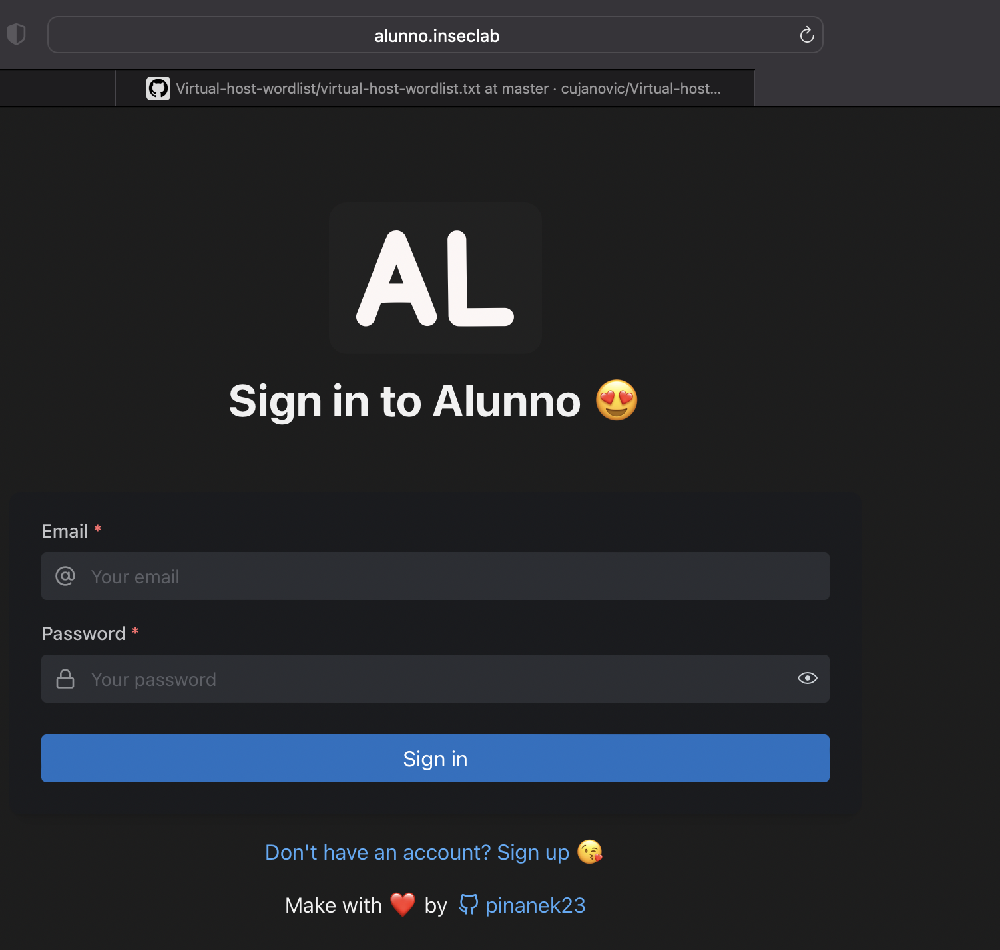 alunno.inseclab
Virtual-host-wordlist/virtual-host-wordlist.txt at master · cujanovic/Virtual-host...
AL
Sign in to Alunno 😍
Email *
Your email
Password *
Your password
Sign in
Don't have an account? Sign up 😘
Make with ❤️ by pinanek23